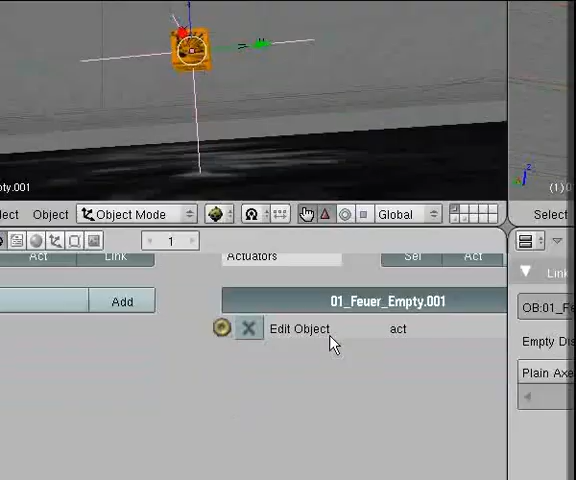 z
pty.001
(1) 0
lect Object Object Mode Global Select
Act Link Actuators Sel Act
1
Link
Add 01_Feuer_Empty.001 OB:01_Fe
Edit Object act
Empty Dis
Plain Axe